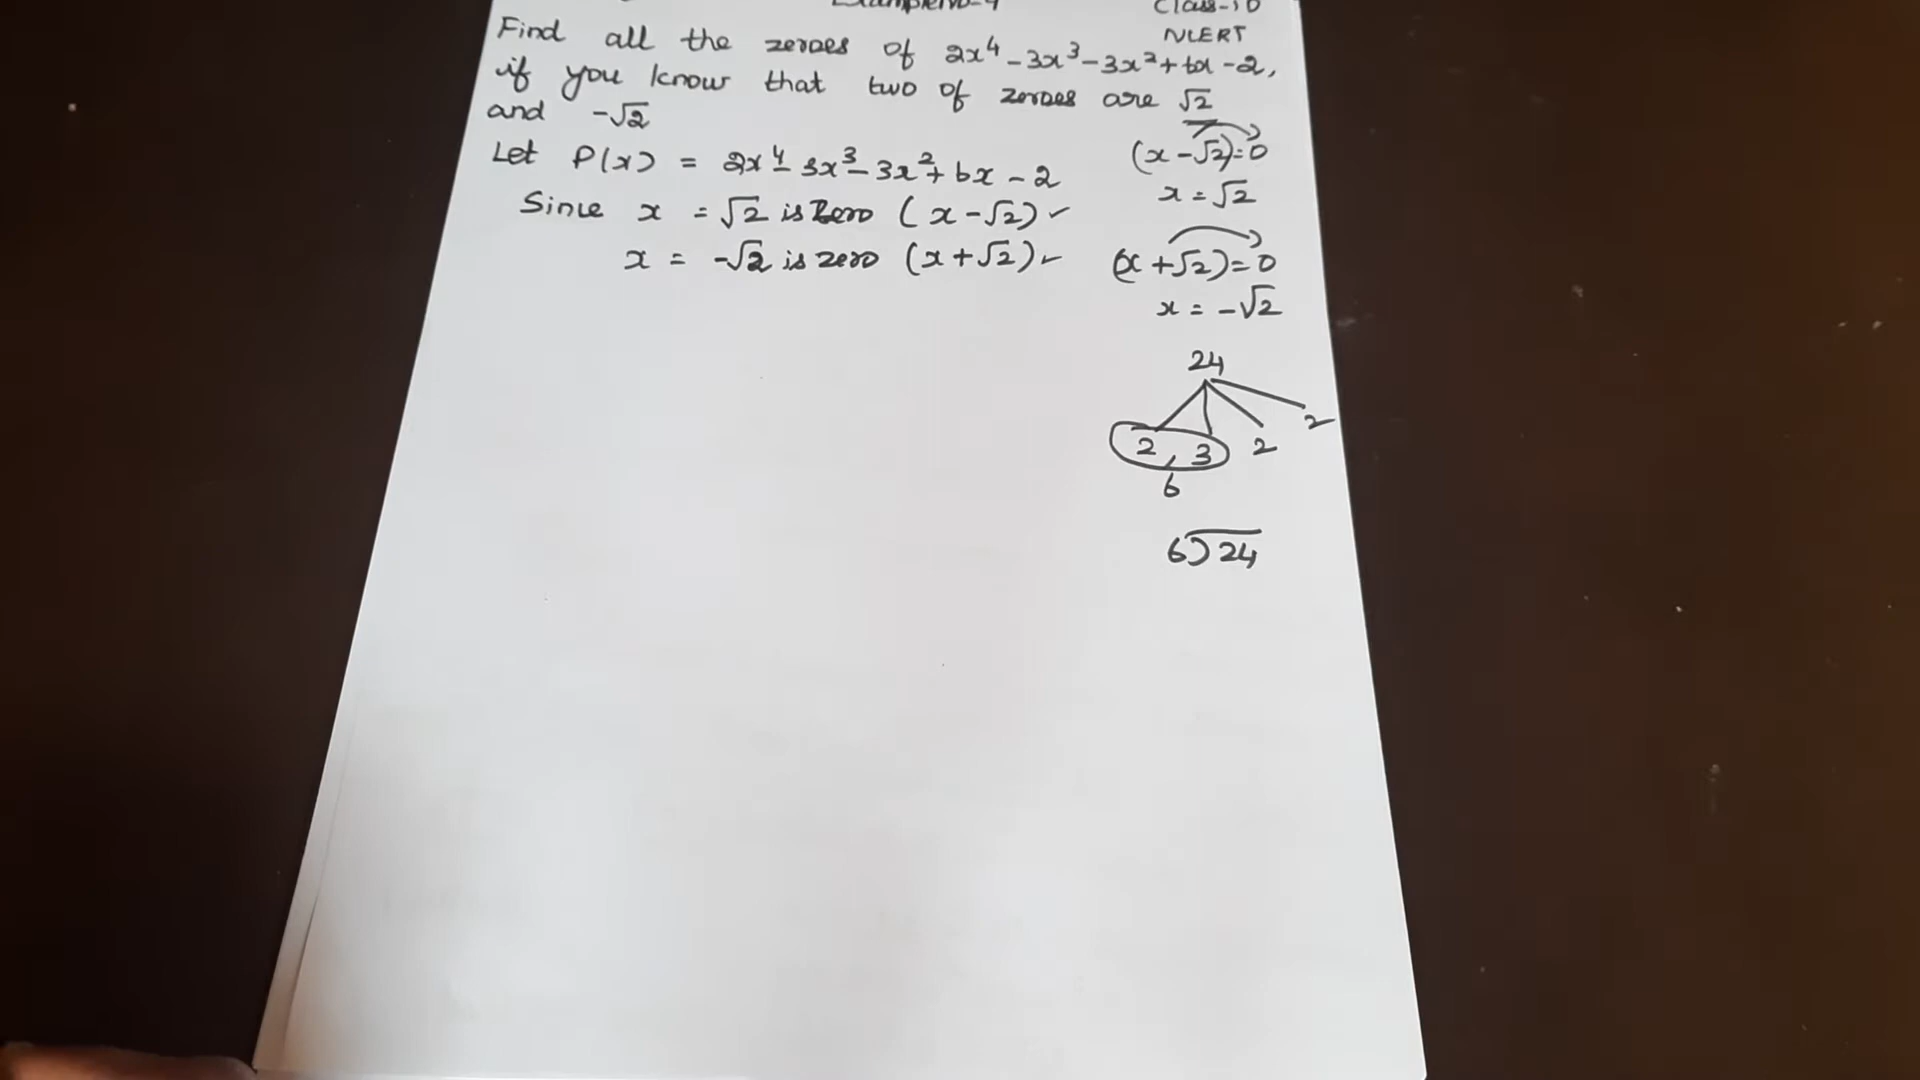 Class-10
NCERT
Find all the zeroes of 2x⁴ - 3x³ - 3x² + 6x - 2,
if you know that two of zeroes are √2
and -√2
Let P(x) = 2x⁴ - 3x³ - 3x² + 6x - 2
Since x = √2 is zero (x - √2) ✓
x = -√2 is zero (x + √2) ✓
(x - √2) = 0
x = √2
(x + √2) = 0
x = -√2
24
2, 3 2 2
6
6)24